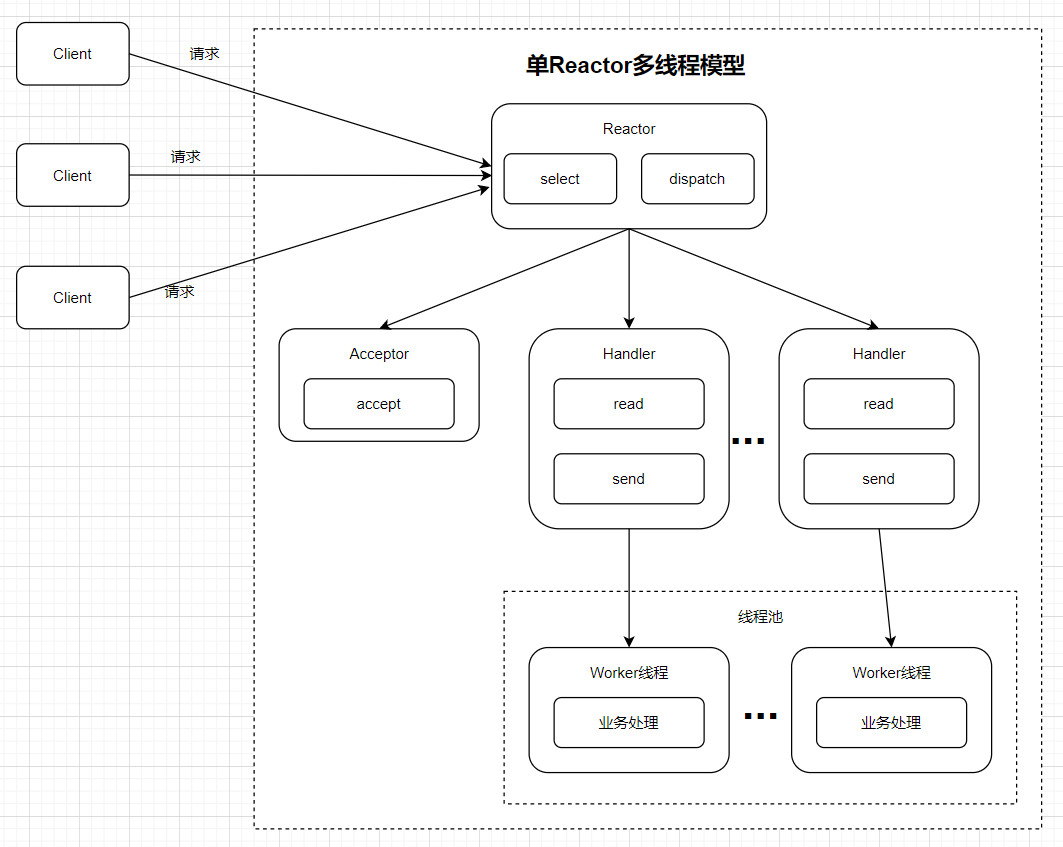 Client
请求
Client
请求
Client
请求
单Reactor多线程模型
Reactor
select
dispatch
Acceptor
accept
Handler
read
send
...
Handler
read
send
线程池
Worker线程
业务处理
...
Worker线程
业务处理